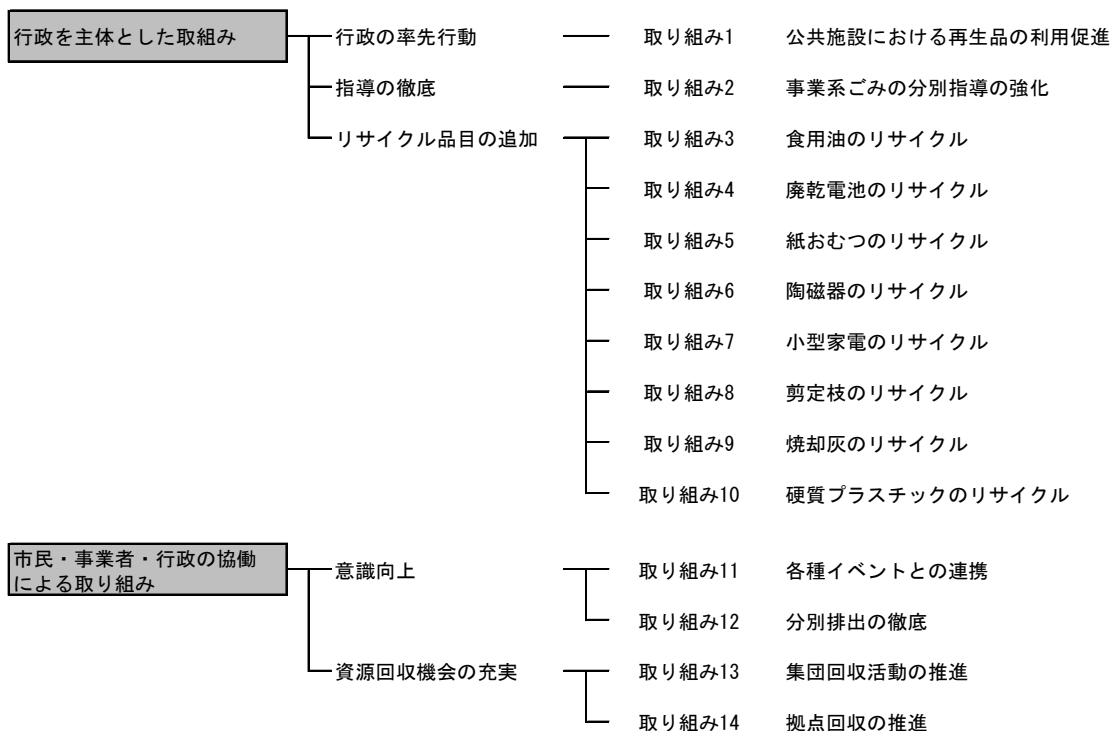 行政を主体とした取組み 行政の率先行動 取り組み1 公共施設における再生品の利用促進
指導の徹底 取り組み2 事業系ごみの分別指導の強化
リサイクル品目の追加 取り組み3 食用油のリサイクル
取り組み4 廃乾電池のリサイクル
取り組み5 紙おむつのリサイクル
取り組み6 陶磁器のリサイクル
取り組み7 小型家電のリサイクル
取り組み8 剪定枝のリサイクル
取り組み9 焼却灰のリサイクル
取り組み10 硬質プラスチックのリサイクル
市民・事業者・行政の協働
による取り組み
意識向上 取り組み11 各種イベントとの連携
取り組み12 分別排出の徹底
資源回収機会の充実 取り組み13 集団回収活動の推進
取り組み14 拠点回収の推進